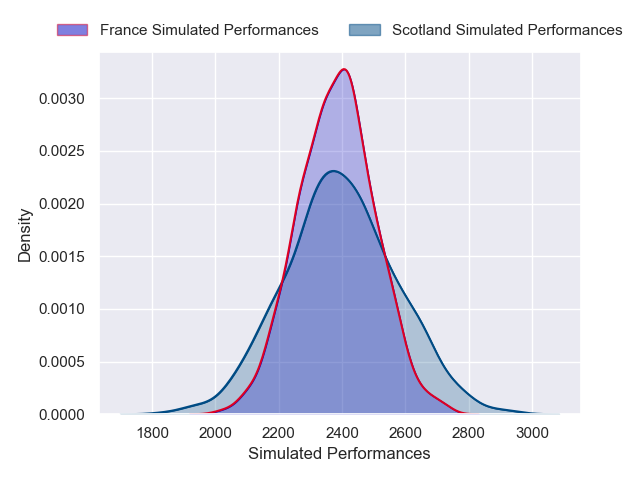 France Simulated Performances
Scotland Simulated Performances
0.0030
0.0025
0.0020
0.0015
0.0010
0.0005
0.0000
Density
1800 2000 2200 2400 2600 2800 3000
Simulated Performances